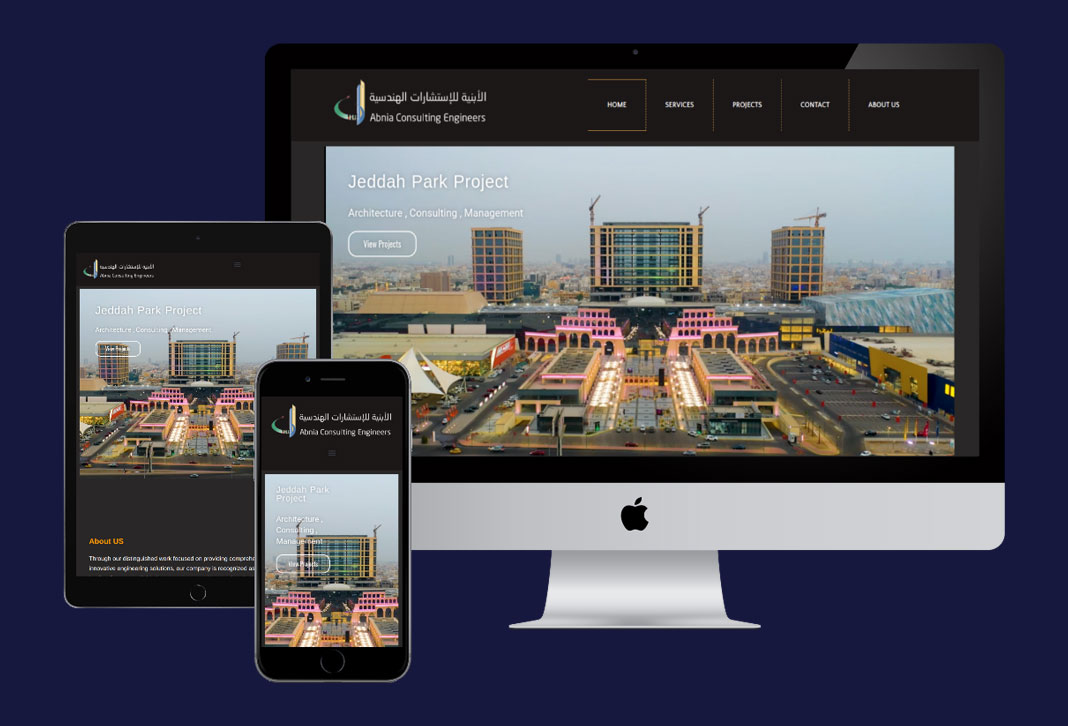 الأبنية للإستشارات الهندسية
Abnia Consulting Engineers
HOME
SERVICES
PROJECTS
CONTACT
ABOUT US
Jeddah Park Project
Architecture , Consulting , Management
View Projects
الأبنية للإستشارات الهندسية
Abnia Consulting Engineers
Jeddah Park Project
Architecture , Consulting , Management
View Projects
About US
Through our distinguished work focused on providing
innovative engineering solutions, our company is recognized as
الأبنية للإستشارات الهندسية
Abnia Consulting Engineers
Jeddah Park
Project
Architecture ,
Consulting ,
Management
View Projects